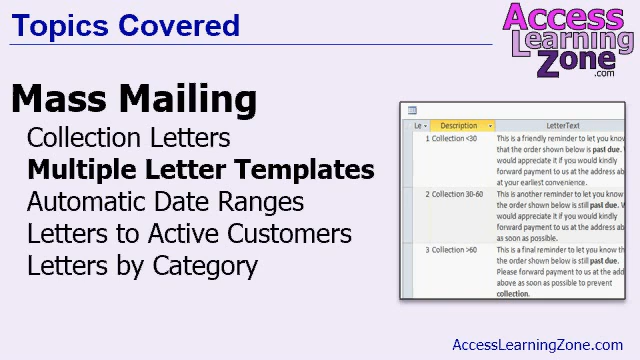 Topics Covered
Access
Learning
Zone
.com
Mass Mailing
Collection Letters
Multiple Letter Templates
Automatic Date Ranges
Letters to Active Customers
Letters by Category
Le Description LetterText
1 Collection <30 This is a friendly reminder to let you know
that the order shown below is past due. W
would appreciate it if you would kindly
forward payment to us at the address ab
at your earliest convenience.
2 Collection 30-60 This is another reminder to let you know
the order shown below is still past due. W
would appreciate it if you would kindly
forward payment to us at the address abo
as soon as possible.
3 Collection >60 This is a final reminder to let you know th
the order shown below is still past due.
Please forward payment to us at the add
above as soon as possible to prevent
collection.
AccessLearningZone.com